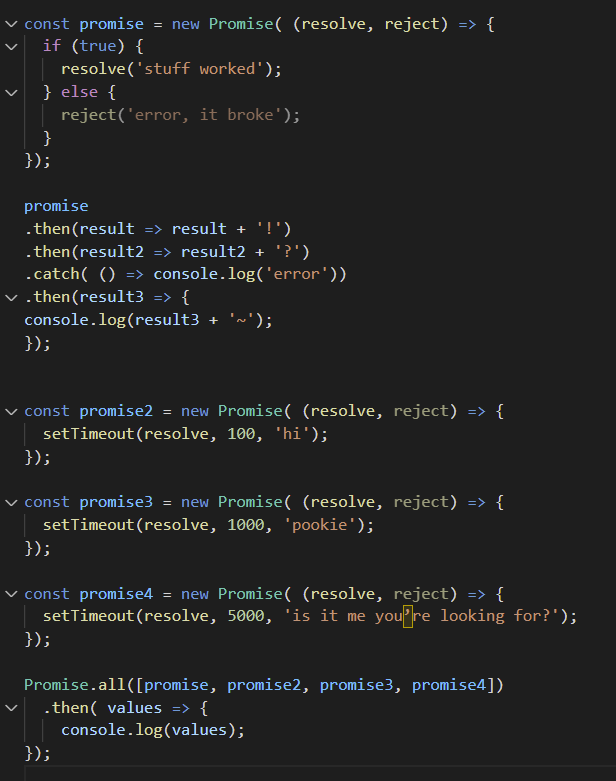 const promise = new Promise( (resolve, reject) => {
  if (true) {
    resolve('stuff worked');
  } else {
    reject('error, it broke');
  }
});

promise
.then(result => result + '!')
.then(result2 => result2 + '?')
.catch( () => console.log('error'))
.then(result3 => {
console.log(result3 + '~');
});

const promise2 = new Promise( (resolve, reject) => {
  setTimeout(resolve, 100, 'hi');
});

const promise3 = new Promise( (resolve, reject) => {
  setTimeout(resolve, 1000, 'pookie');
});

const promise4 = new Promise( (resolve, reject) => {
  setTimeout(resolve, 5000, 'is it me you’re looking for?');
});

Promise.all([promise, promise2, promise3, promise4])
  .then( values => {
    console.log(values);
});